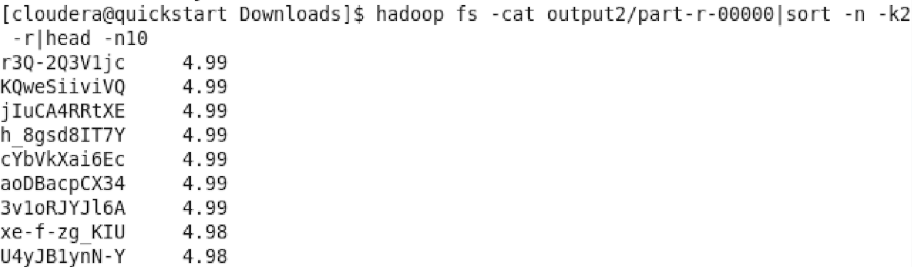 [cloudera@quickstart Downloads]$ hadoop fs -cat output2/part-r-00000|sort -n -k2
-r|head -n10
r3Q-2Q3V1jc 4.99
KQweSiiviVQ 4.99
jIuCA4RRtXE 4.99
h_8gsd8IT7Y 4.99
cYbVkXai6Ec 4.99
aoDBacpCX34 4.99
3v1oRJYJl6A 4.99
xe-f-zg_KIU 4.98
U4yJB1ynN-Y 4.98